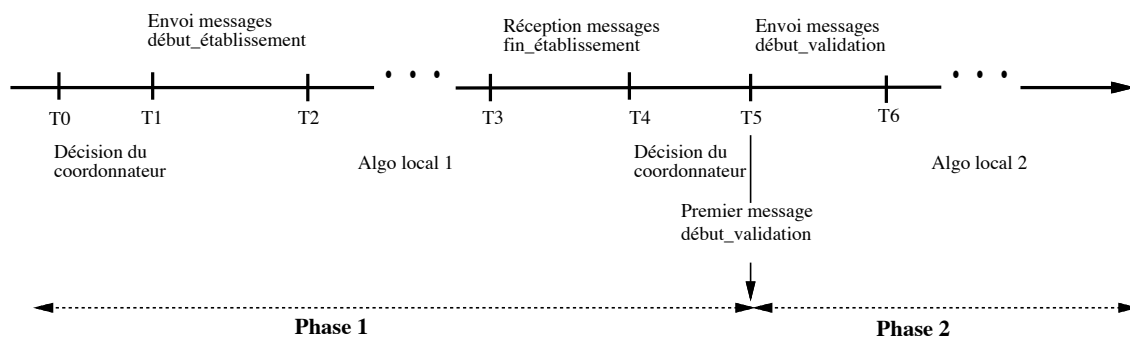 Envoi messages
début_établissement
Réception messages
fin_établissement
Envoi messages
début_validation
T0
T1
T2
T3
T4
T5
T6
Décision du
coordonnateur
Algo local 1
Décision du
coordonnateur
Algo local 2
Premier message
début_validation
Phase 1
Phase 2